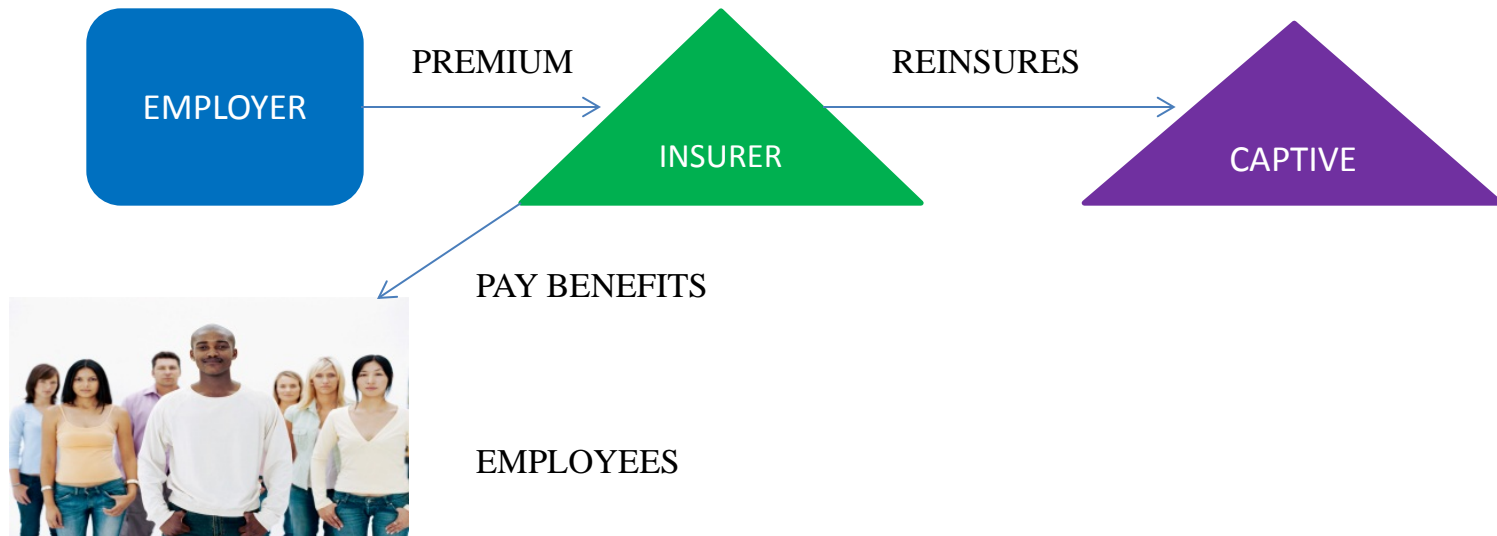 PREMIUM
REINSURES
EMPLOYER
INSURER
CAPTIVE
PAY BENEFITS
EMPLOYEES